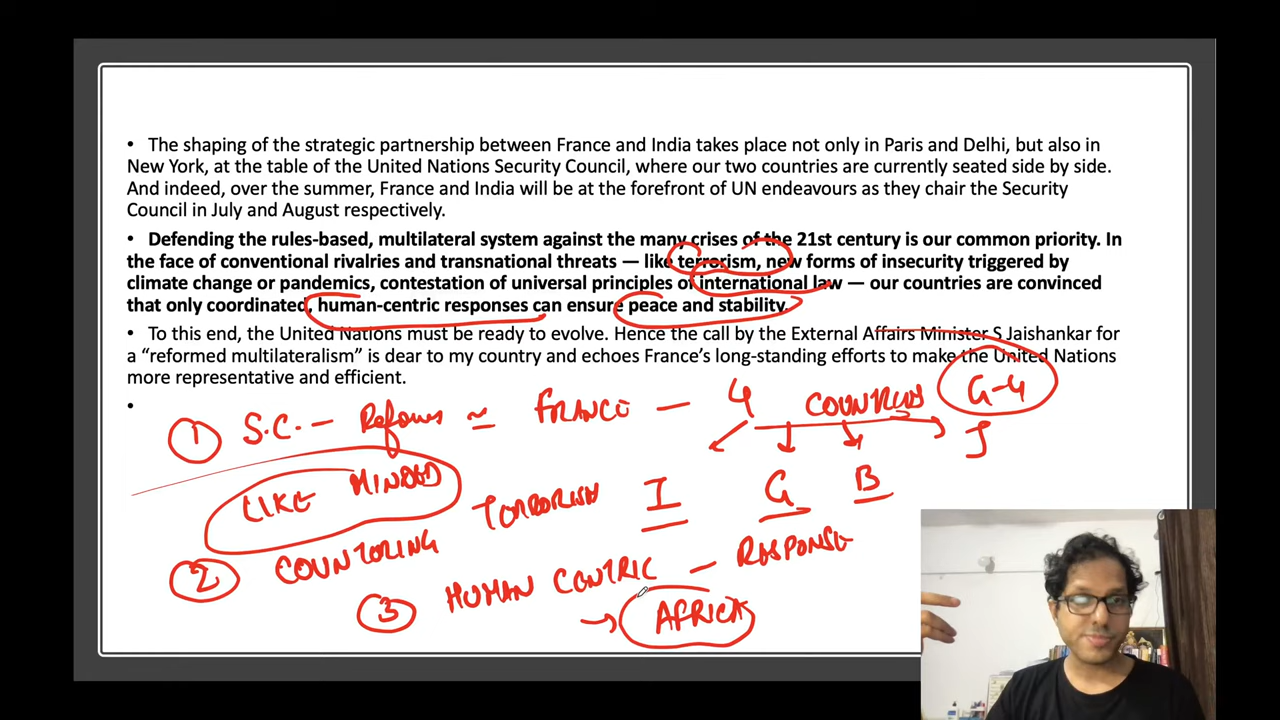 • The shaping of the strategic partnership between France and India takes place not only in Paris and Delhi, but also in
New York, at the table of the United Nations Security Council, where our two countries are currently seated side by side.
And indeed, over the summer, France and India will be at the forefront of UN endeavours as they chair the Security
Council in July and August respectively.
• Defending the rules-based, multilateral system against the many crises of the 21st century is our common priority. In
the face of conventional rivalries and transnational threats — like terrorism, new forms of insecurity triggered by
climate change or pandemics, contestation of universal principles of international law — our countries are convinced
that only coordinated, human-centric responses can ensure peace and stability.
• To this end, the United Nations must be ready to evolve. Hence the call by the External Affairs Minister S Jaishankar for
a “reformed multilateralism” is dear to my country and echoes France’s long-standing efforts to make the United Nations
more representative and efficient.
•
① S.C. – Reforms ≃ FRANCE – 4 COUNTRIES G-4
LIKE MINDED I G B J
② COUNTORING TERRORISM
③ HUMAN CENTRIC – RESPONSE
→ AFRICA